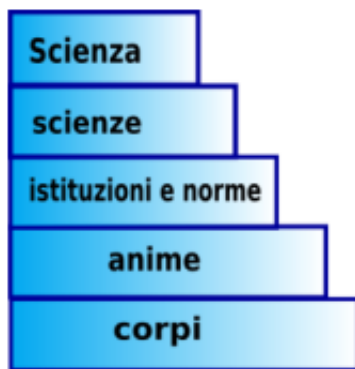 Scienza
scienze
istituzioni e norme
anime
corpi